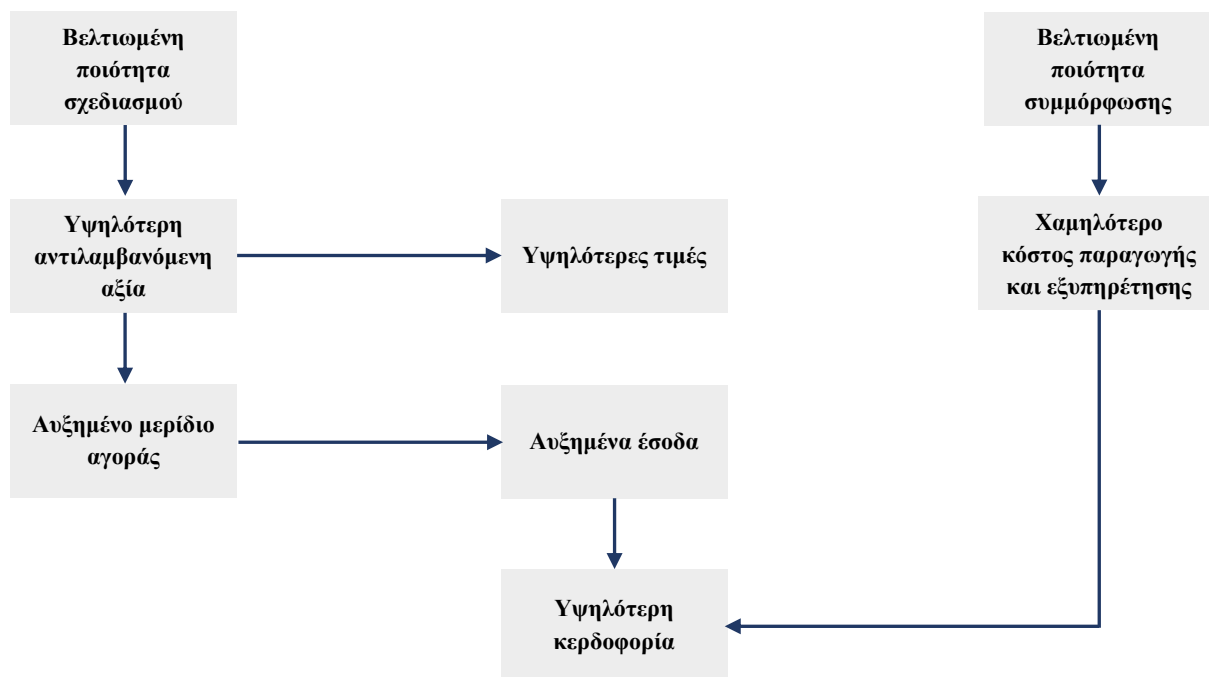 Βελτιωμένη
ποιότητα
σχεδιασμού
Βελτιωμένη
ποιότητα
συμμόρφωσης
Υψηλότερη
αντιλαμβανόμενη
αξία
Υψηλότερες τιμές
Χαμηλότερο
κόστος παραγωγής
και εξυπηρέτησης
Αυξημένο μερίδιο
αγοράς
Αυξημένα έσοδα
Υψηλότερη
κερδοφορία